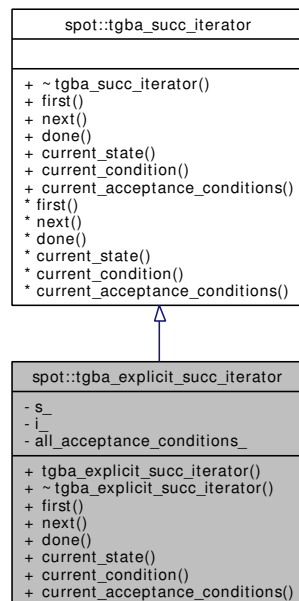 spot::tgba_succ_iterator
+ ~ tgba_succ_iterator()
+ first()
+ next()
+ done()
+ current_state()
+ current_condition()
+ current_acceptance_conditions()
* first()
* next()
* done()
* current_state()
* current_condition()
* current_acceptance_conditions()
spot::tgba_explicit_succ_iterator
- s_
- i_
- all_acceptance_conditions_
+ tgba_explicit_succ_iterator()
+ ~ tgba_explicit_succ_iterator()
+ first()
+ next()
+ done()
+ current_state()
+ current_condition()
+ current_acceptance_conditions()